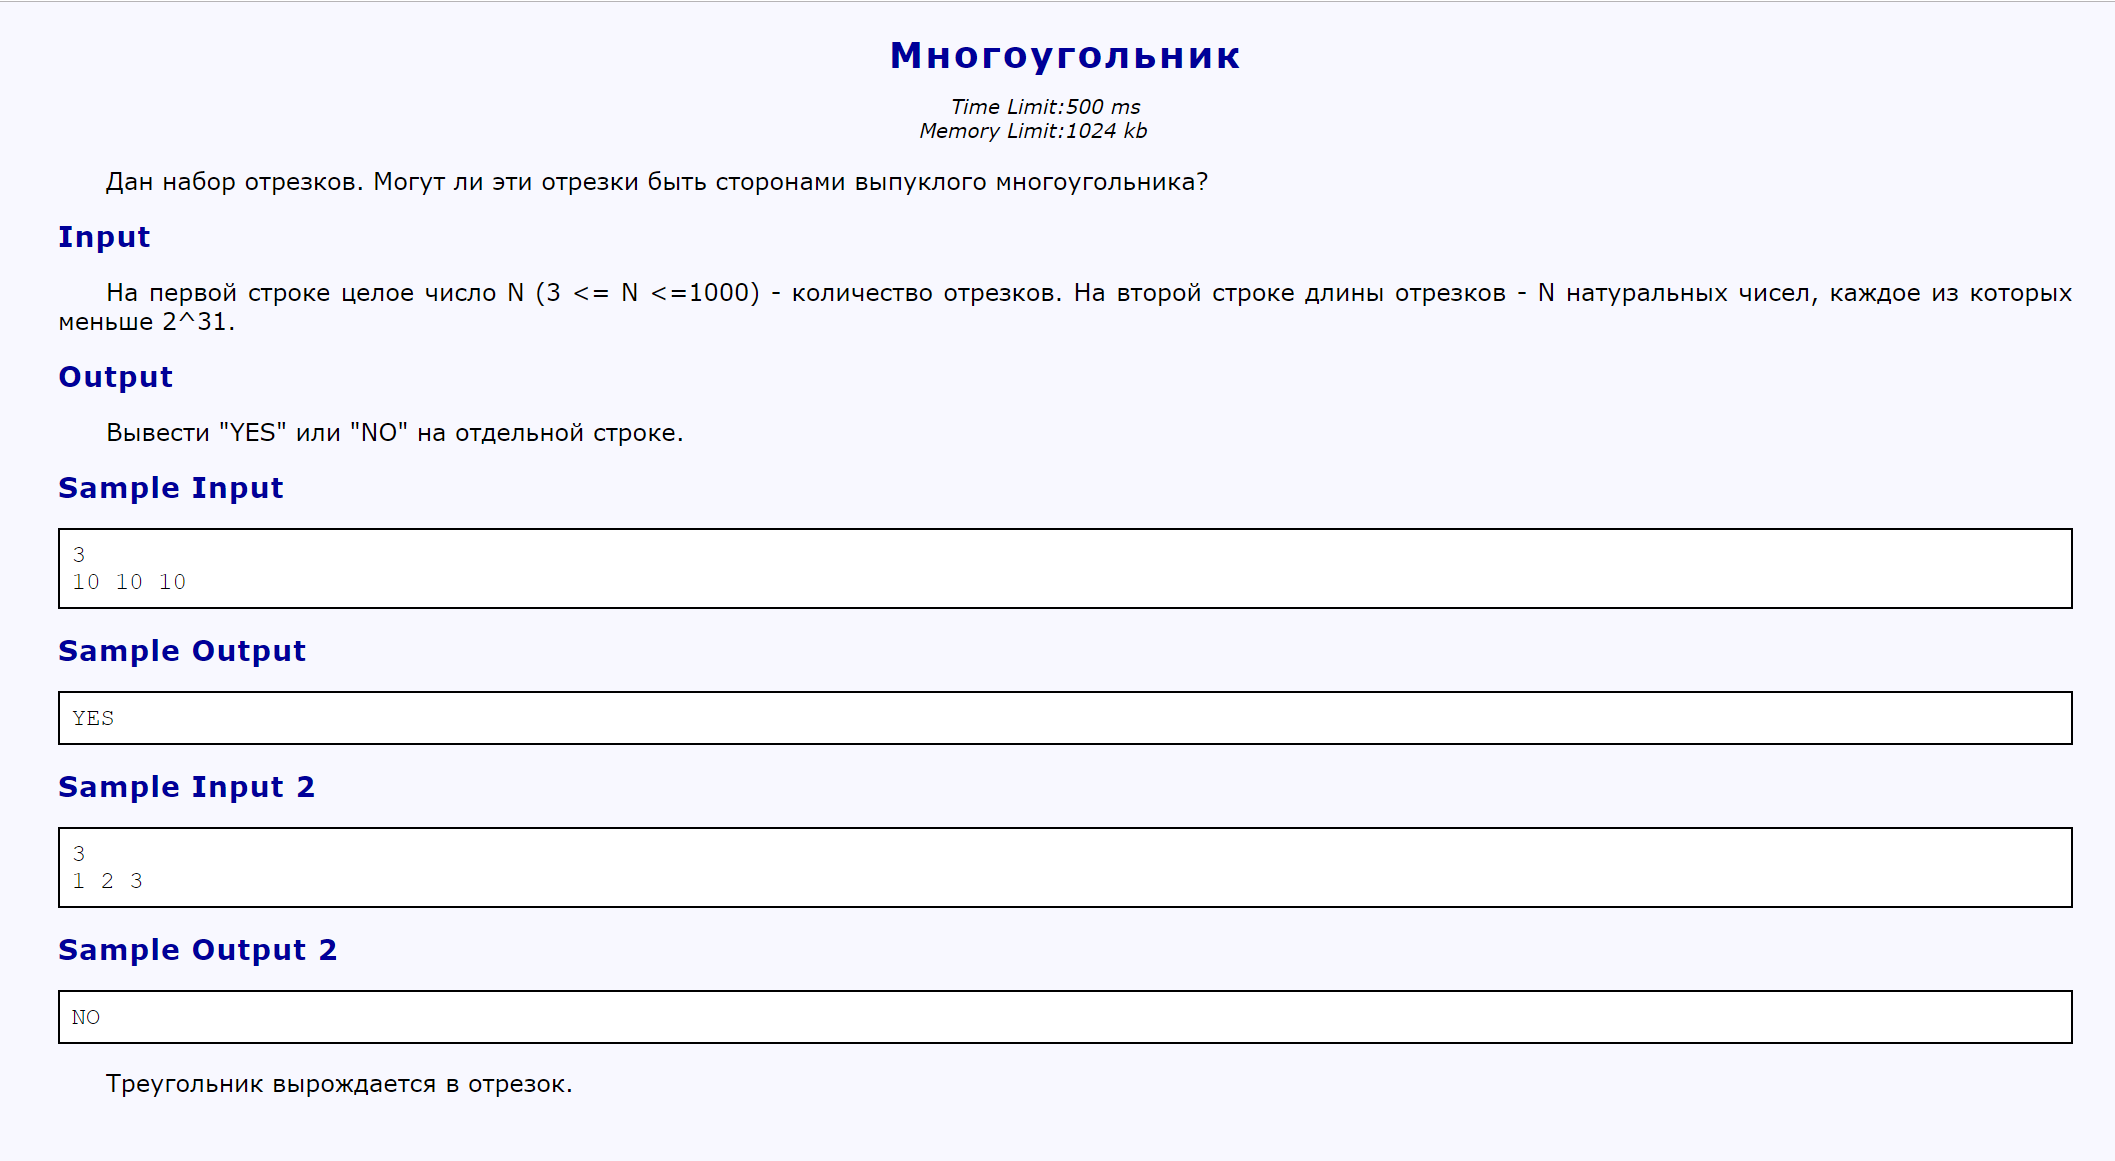 Многоугольник
Time Limit:500 ms
Memory Limit:1024 kb
Дан набор отрезков. Могут ли эти отрезки быть сторонами выпуклого многоугольника?
Input
На первой строке целое число N (3 <= N <=1000) - количество отрезков. На второй строке длины отрезков - N натуральных чисел, каждое из которых
меньше 2^31.
Output
Вывести "YES" или "NO" на отдельной строке.
Sample Input
3
10 10 10
Sample Output
YES
Sample Input 2
3
1 2 3
Sample Output 2
NO
Треугольник вырождается в отрезок.